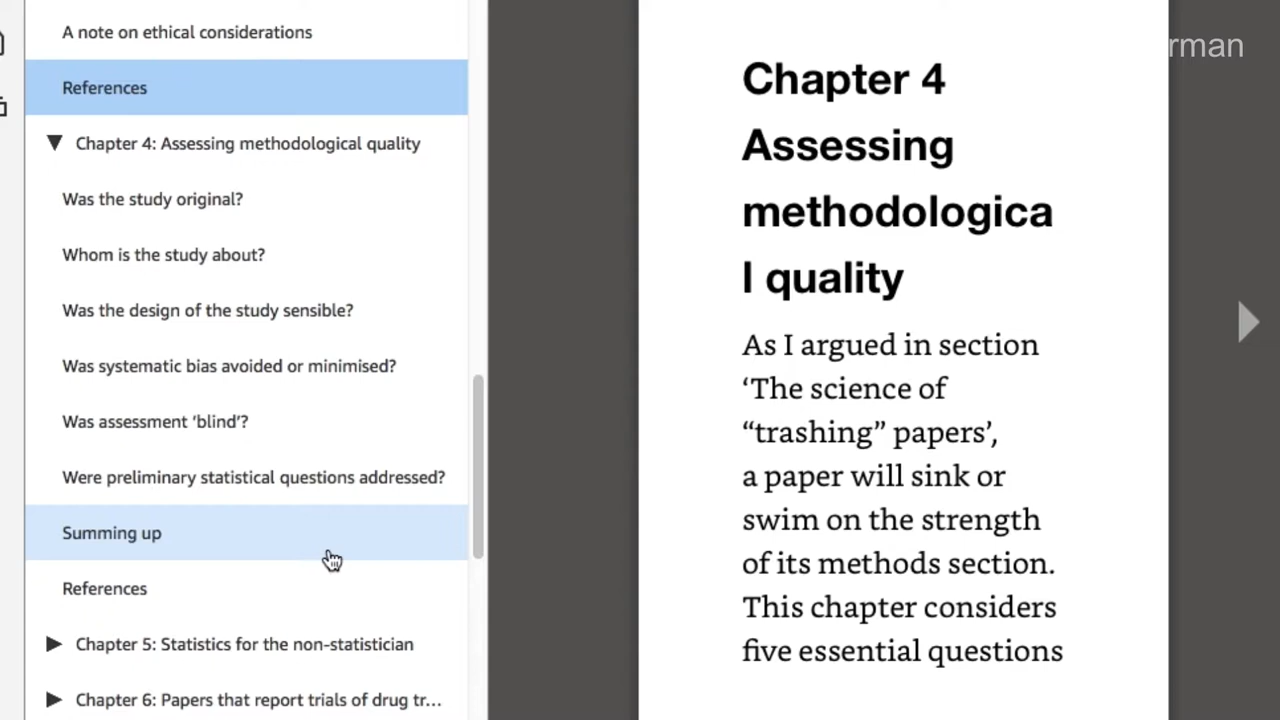 A note on ethical considerations
References
Chapter 4: Assessing methodological quality
Was the study original?
Whom is the study about?
Was the design of the study sensible?
Was systematic bias avoided or minimised?
Was assessment ‘blind’?
Were preliminary statistical questions addressed?
Summing up
References
Chapter 5: Statistics for the non-statistician
Chapter 6: Papers that report trials of drug tr...
rman
Chapter 4
Assessing
methodologica
l quality
As I argued in section
‘The science of
“trashing” papers’,
a paper will sink or
swim on the strength
of its methods section.
This chapter considers
five essential questions